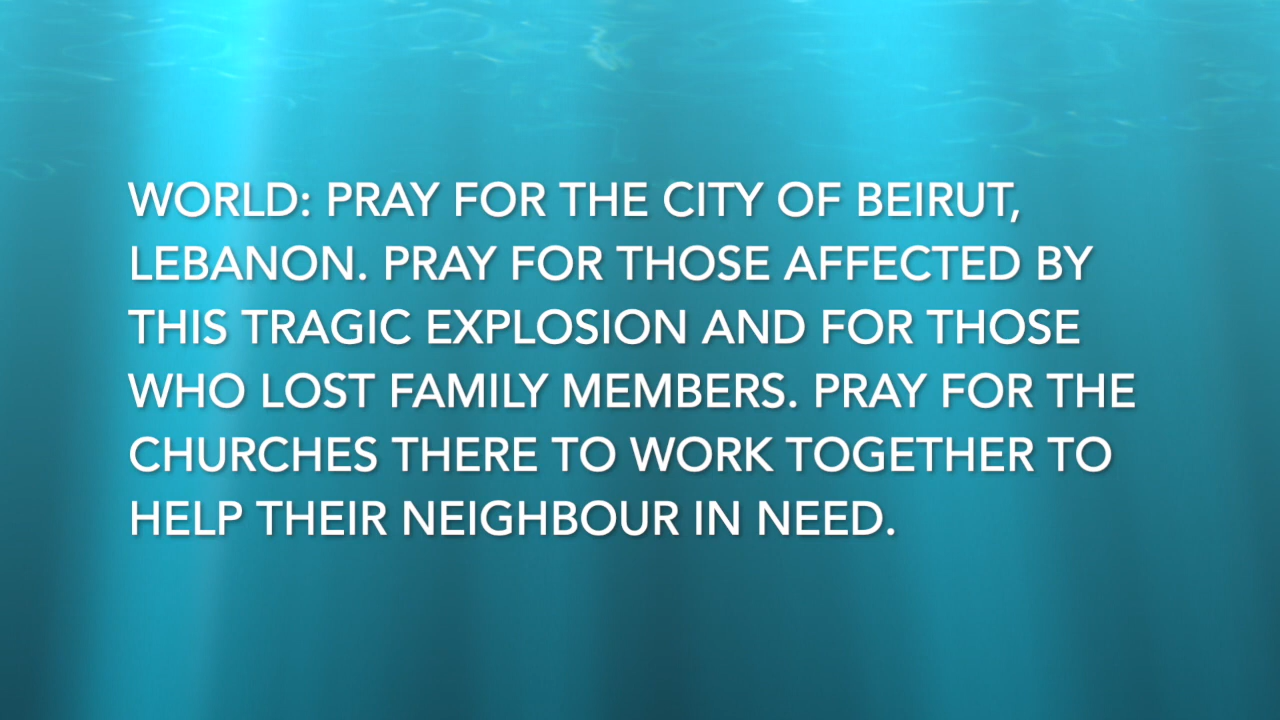 WORLD: PRAY FOR THE CITY OF BEIRUT,
LEBANON. PRAY FOR THOSE AFFECTED BY
THIS TRAGIC EXPLOSION AND FOR THOSE
WHO LOST FAMILY MEMBERS. PRAY FOR THE
CHURCHES THERE TO WORK TOGETHER TO
HELP THEIR NEIGHBOUR IN NEED.